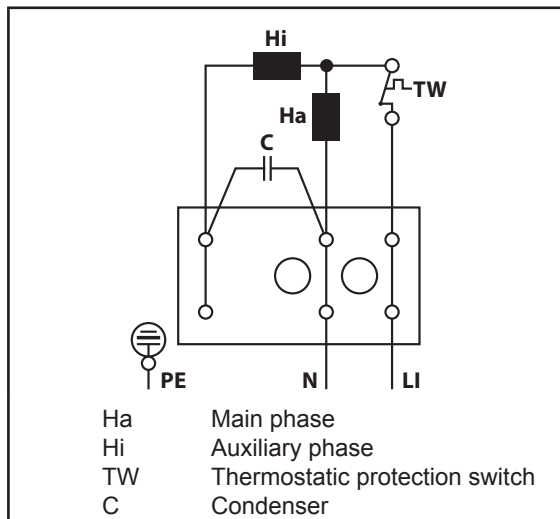 Hi
TW
Ha
C
PE N LI
Ha Main phase
Hi Auxiliary phase
TW Thermostatic protection switch
C Condenser